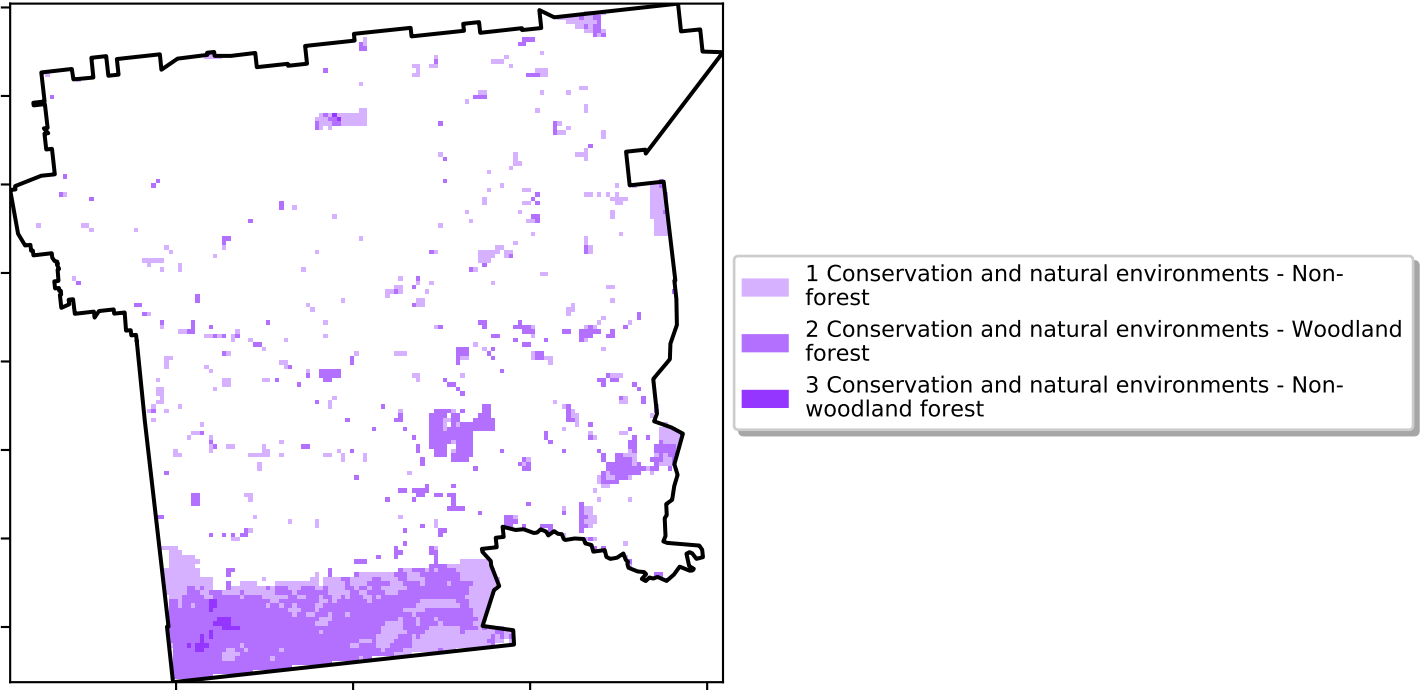 1 Conservation and natural environments - Non-
forest
2 Conservation and natural environments - Woodland
forest
3 Conservation and natural environments - Non-
woodland forest